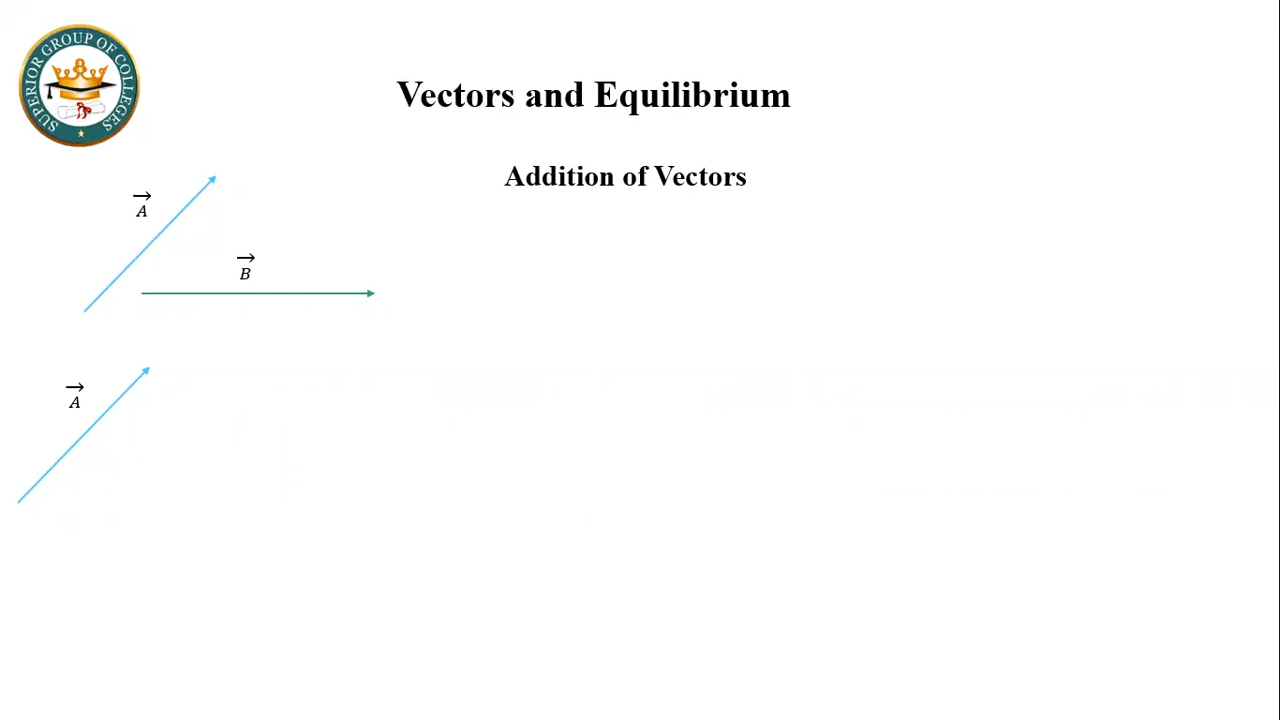 SUPERIOR GROUP OF COLLEGES
Vectors and Equilibrium
Addition of Vectors
A
B
A